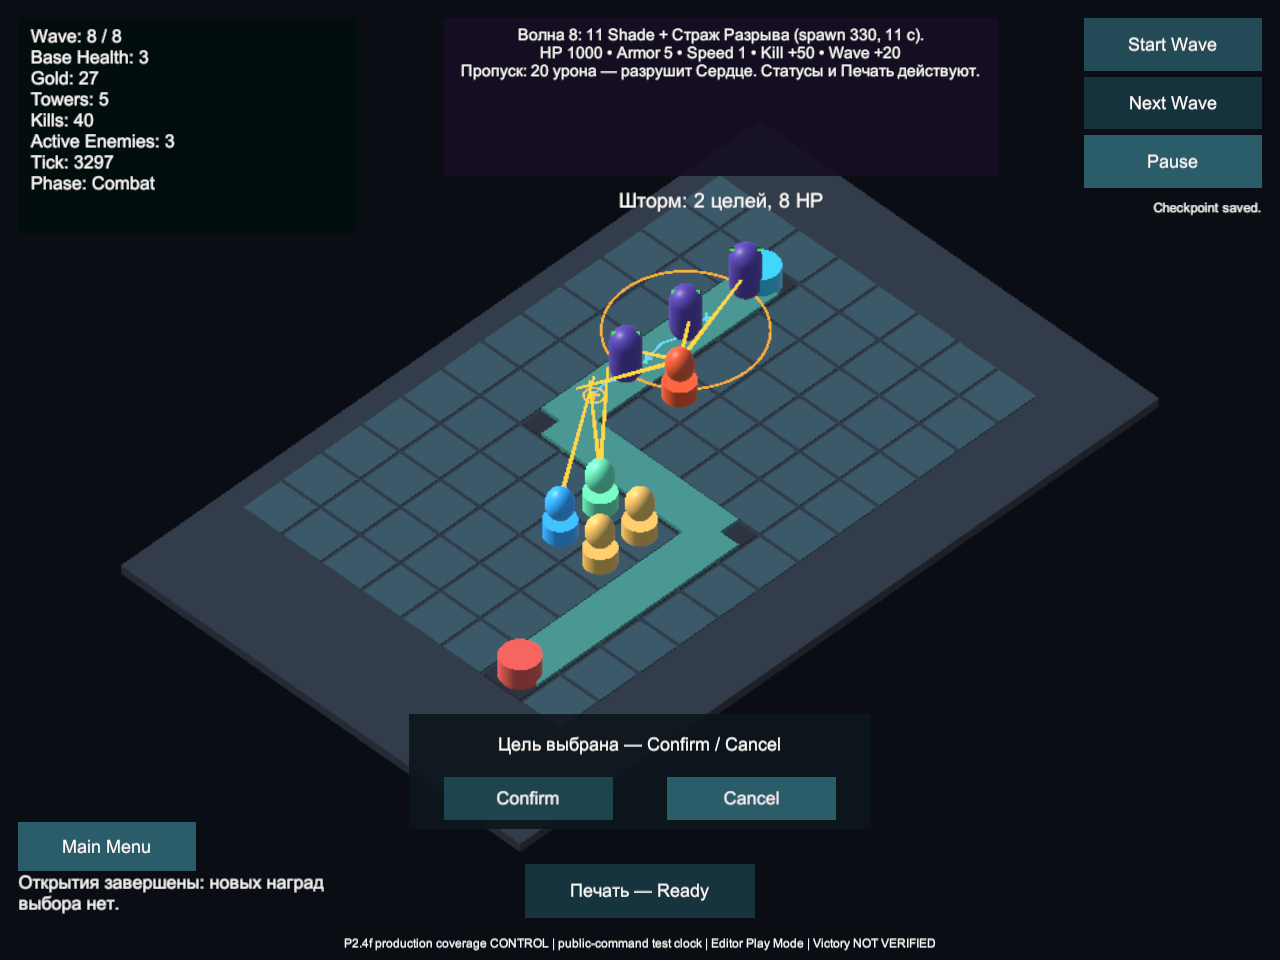 Wave: 8 / 8
Base Health: 3
Gold: 27
Towers: 5
Kills: 40
Active Enemies: 3
Tick: 3297
Phase: Combat
Волна 8: 11 Shade + Страж Разрыва (spawn 330, 11 с).
HP 1000 • Armor 5 • Speed 1 • Kill +50 • Wave +20
Пропуск: 20 урона — разрушит Сердце. Статусы и Печать действуют.
Start Wave
Next Wave
Pause
Checkpoint saved.
Шторм: 2 целей, 8 HP
Цель выбрана — Confirm / Cancel
Confirm
Cancel
Main Menu
Открытия завершены: новых наград
выбора нет.
Печать — Ready
P2.4f production coverage CONTROL | public-command test clock | Editor Play Mode | Victory NOT VERIFIED